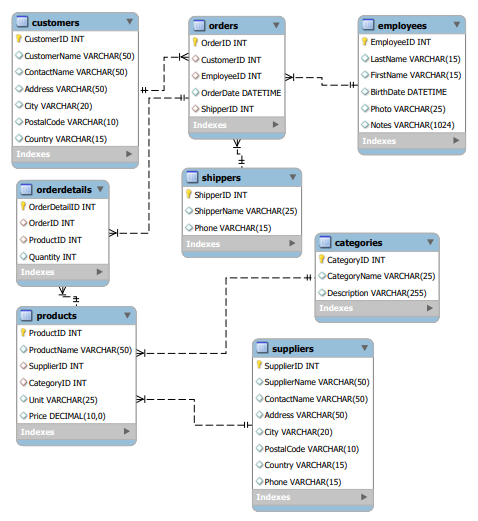 customers
CustomerID INT
CustomerName VARCHAR(50)
ContactName VARCHAR(50)
Address VARCHAR(50)
City VARCHAR(20)
PostalCode VARCHAR(10)
Country VARCHAR(15)
Indexes
orders
OrderID INT
CustomerID INT
EmployeeID INT
OrderDate DATETIME
ShipperID INT
Indexes
employees
EmployeeID INT
LastName VARCHAR(15)
FirstName VARCHAR(15)
BirthDate DATETIME
Photo VARCHAR(25)
Notes VARCHAR(1024)
Indexes
orderdetails
OrderDetailID INT
OrderID INT
ProductID INT
Quantity INT
Indexes
shippers
ShipperID INT
ShipperName VARCHAR(25)
Phone VARCHAR(15)
Indexes
categories
CategoryID INT
CategoryName VARCHAR(25)
Description VARCHAR(255)
Indexes
products
ProductID INT
ProductName VARCHAR(50)
SupplierID INT
CategoryID INT
Unit VARCHAR(25)
Price DECIMAL(10,0)
Indexes
suppliers
SupplierID INT
SupplierName VARCHAR(50)
ContactName VARCHAR(50)
Address VARCHAR(50)
City VARCHAR(20)
PostalCode VARCHAR(10)
Country VARCHAR(15)
Phone VARCHAR(15)
Indexes